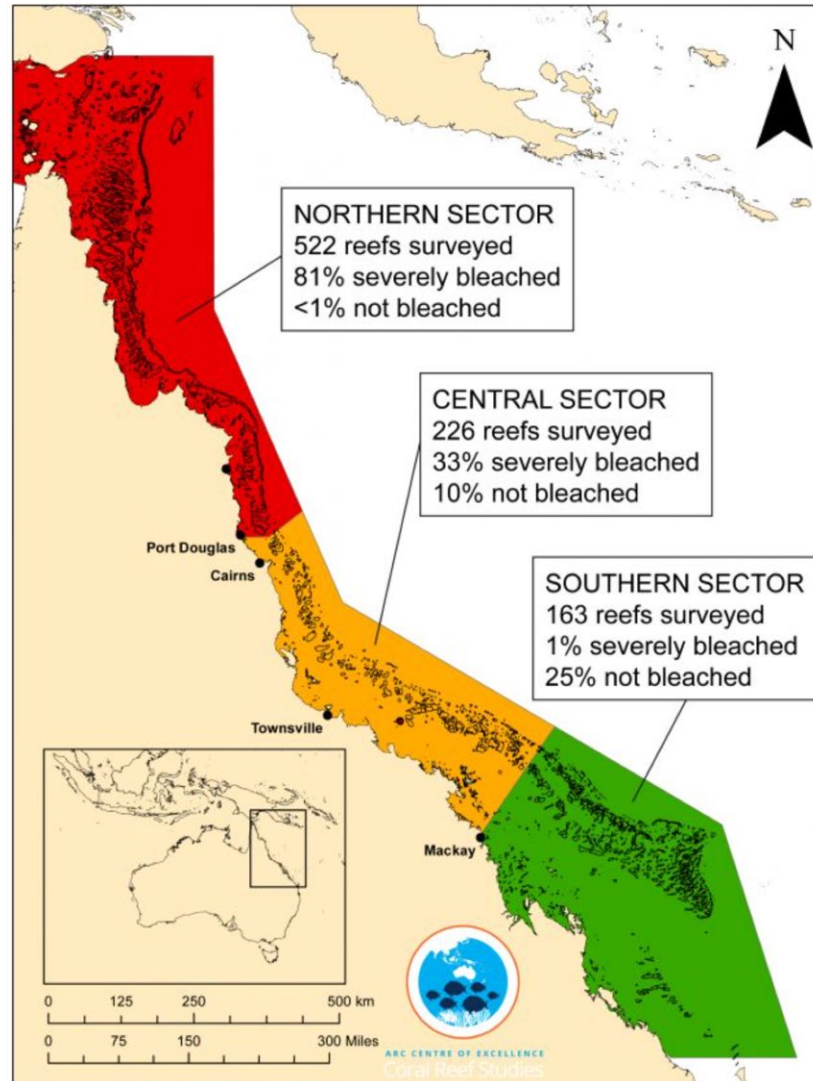 N
NORTHERN SECTOR
522 reefs surveyed
81% severely bleached
<1% not bleached
CENTRAL SECTOR
226 reefs surveyed
33% severely bleached
10% not bleached
Port Douglas
Cairns
SOUTHERN SECTOR
163 reefs surveyed
1% severely bleached
25% not bleached
Townsville
Mackay
0 125 250 500 km
0 75 150 300 Miles
ARC CENTRE OF EXCELLENCE
Coral Reef Studies